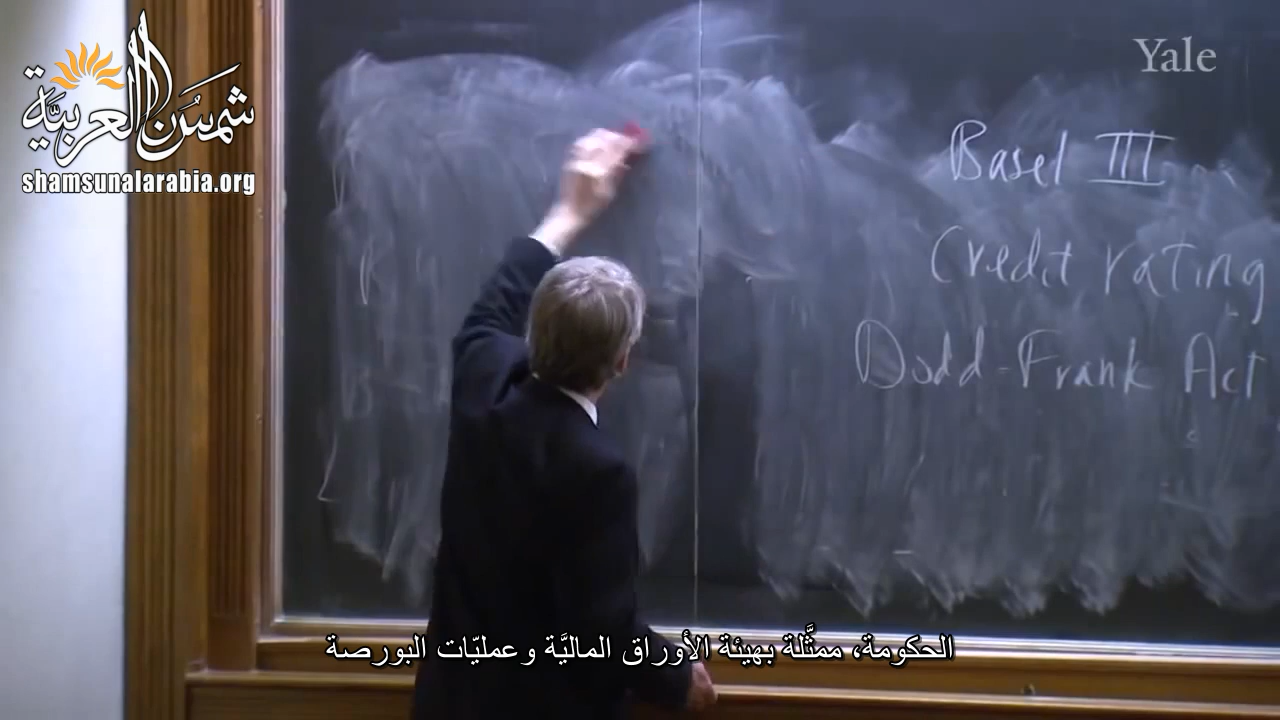 شمسُ العربيّة
shamsunalarabia.org
Yale
Basel III
Credit rating
Dodd-Frank Act
الحكومة، ممثَّلة بهيئة الأوراق الماليَّة وعمليّات البورصة